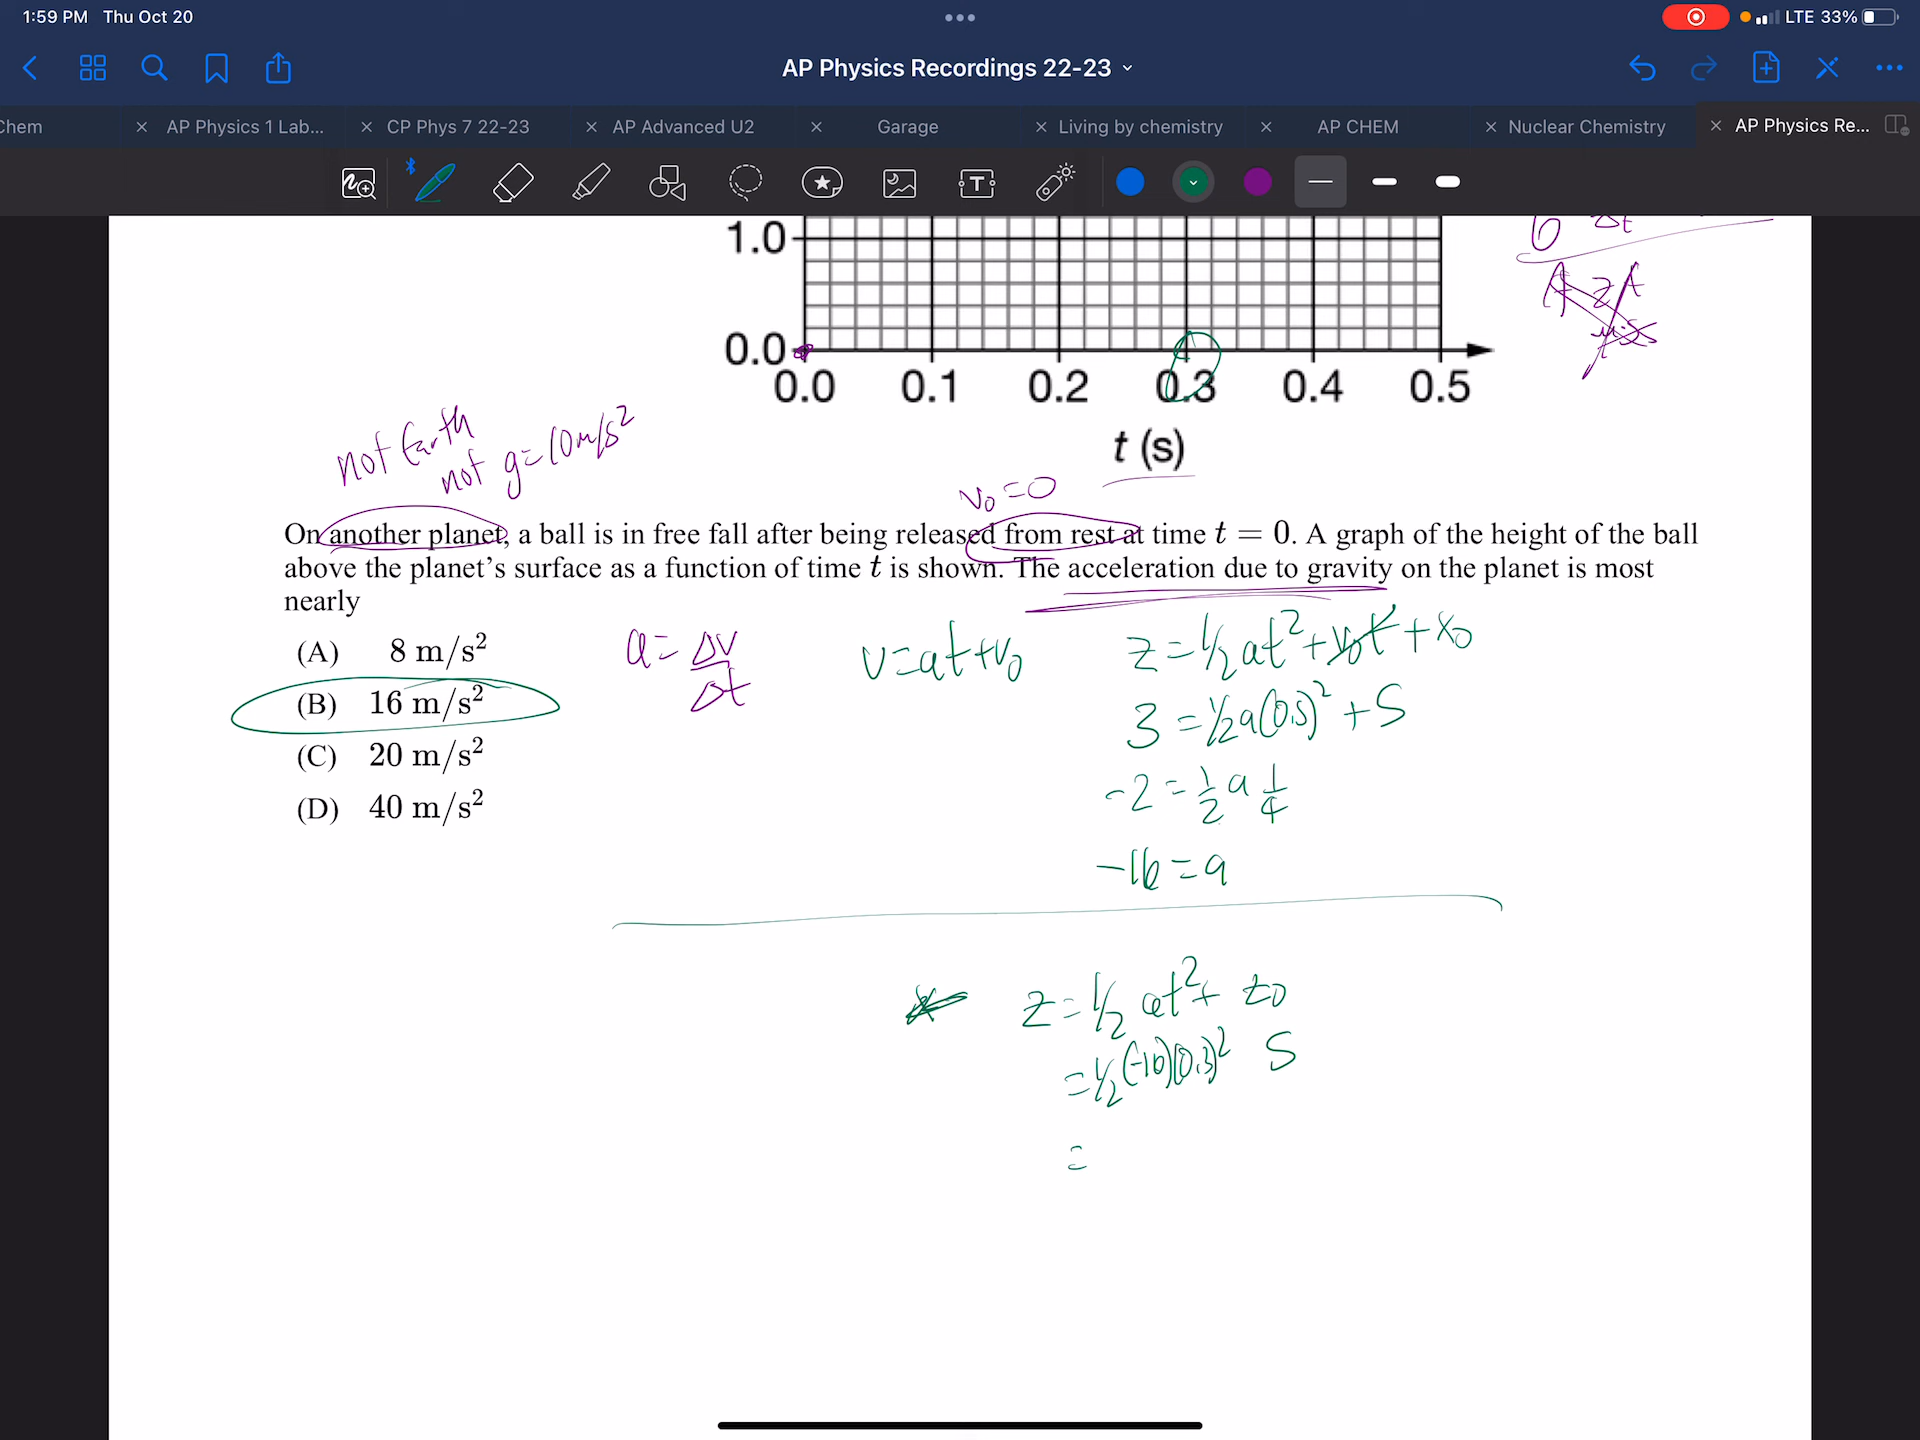 1:59 PM Thu Oct 20
LTE 33%
AP Physics Recordings 22-23
Chem
AP Physics 1 Lab...
CP Phys 7 22-23
AP Advanced U2
Garage
Living by chemistry
AP CHEM
Nuclear Chemistry
AP Physics Re...
1.0
0.0
0.0 0.1 0.2 0.3 0.4 0.5
t (s)
not Earth
not g=10m/s²
v₀=0
On another planet, a ball is in free fall after being released from rest at time t = 0. A graph of the height of the ball
above the planet’s surface as a function of time t is shown. The acceleration due to gravity on the planet is most
nearly
(A) 8 m/s²
(B) 16 m/s²
(C) 20 m/s²
(D) 40 m/s²
a=Δv/Δt
v=at+v₀
z=1/2at²+v₀t+x₀
3=1/2a(0.5)²+5
-2=1/2a1/4
-16=a
z=1/2at²+z₀
=1/2(-10)(0.3)² 5
=